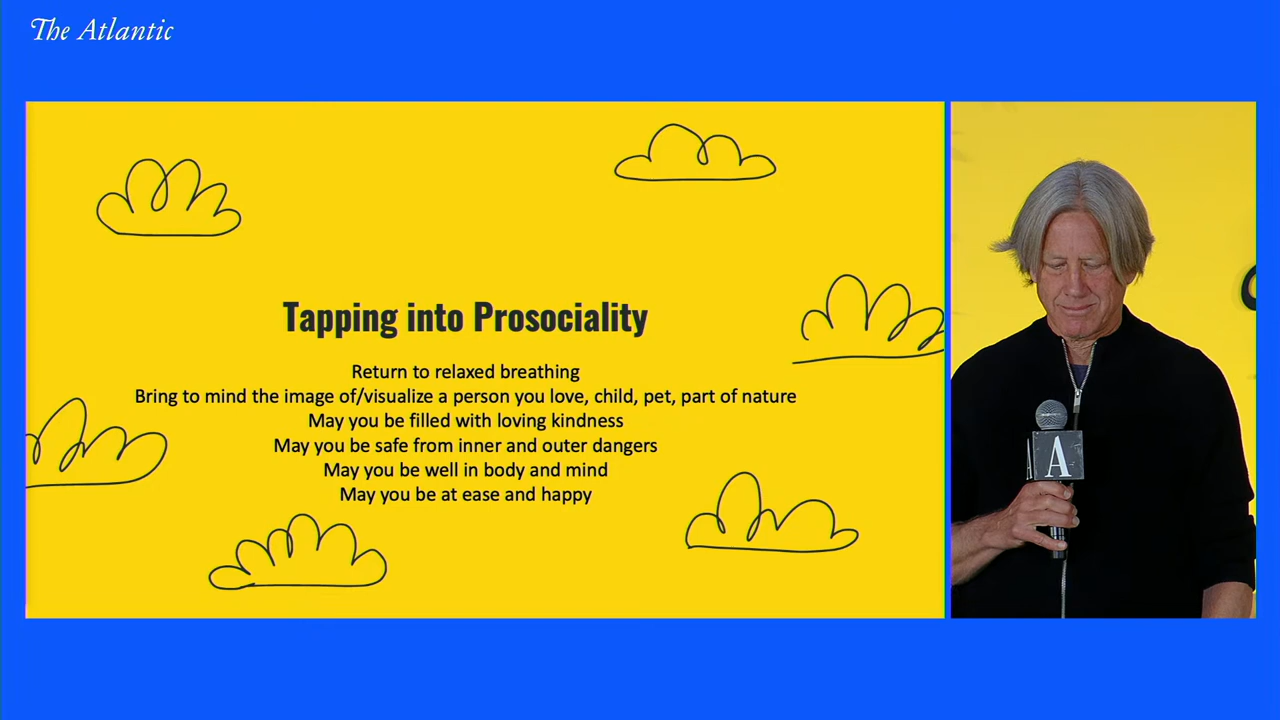 The Atlantic
Tapping into Prosociality
Return to relaxed breathing
Bring to mind the image of/visualize a person you love, child, pet, part of nature
May you be filled with loving kindness
May you be safe from inner and outer dangers
May you be well in body and mind
May you be at ease and happy
A